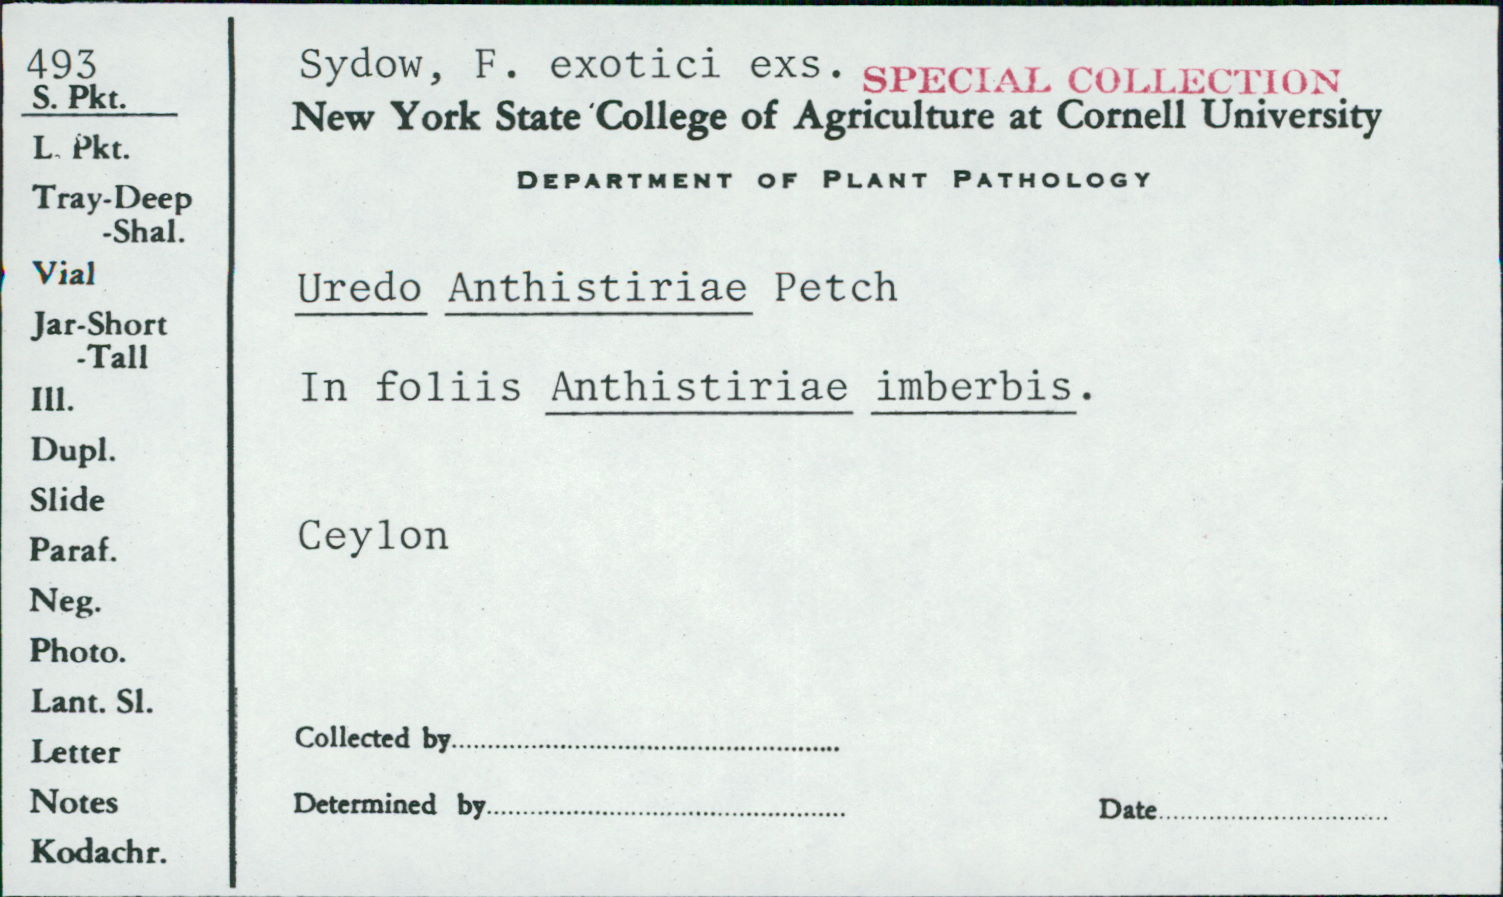 493
S. Pkt.
L. Pkt.
Tray-Deep
-Shal.
Vial
Jar-Short
-Tall
Ill.
Dupl.
Slide
Paraf.
Neg.
Photo.
Lant. Sl.
Letter
Notes
Kodachr.
Sydow, F. exotici exs. SPECIAL COLLECTION
New York State College of Agriculture at Cornell University
DEPARTMENT OF PLANT PATHOLOGY
Uredo Anthistiriae Petch
In foliis Anthistiriae imberbis.
Ceylon
Collected by
Determined by
Date